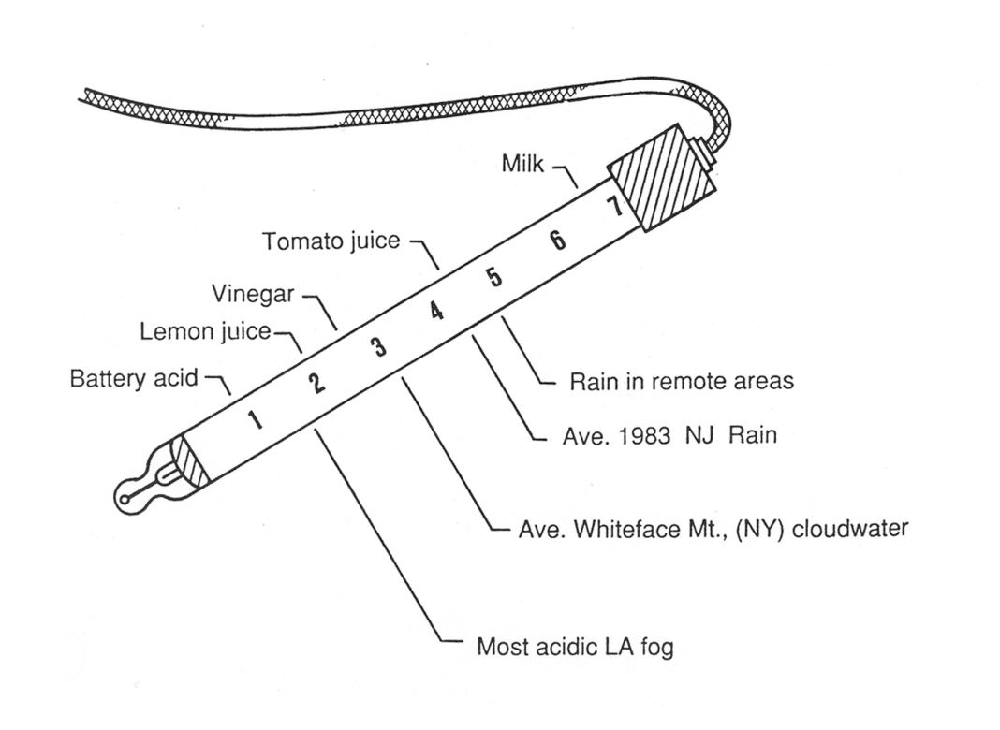 Milk
Tomato juice
Vinegar
Lemon juice
Battery acid
1 2 3 4 5 6 7
Rain in remote areas
Ave. 1983 NJ Rain
Ave. Whiteface Mt., (NY) cloudwater
Most acidic LA fog